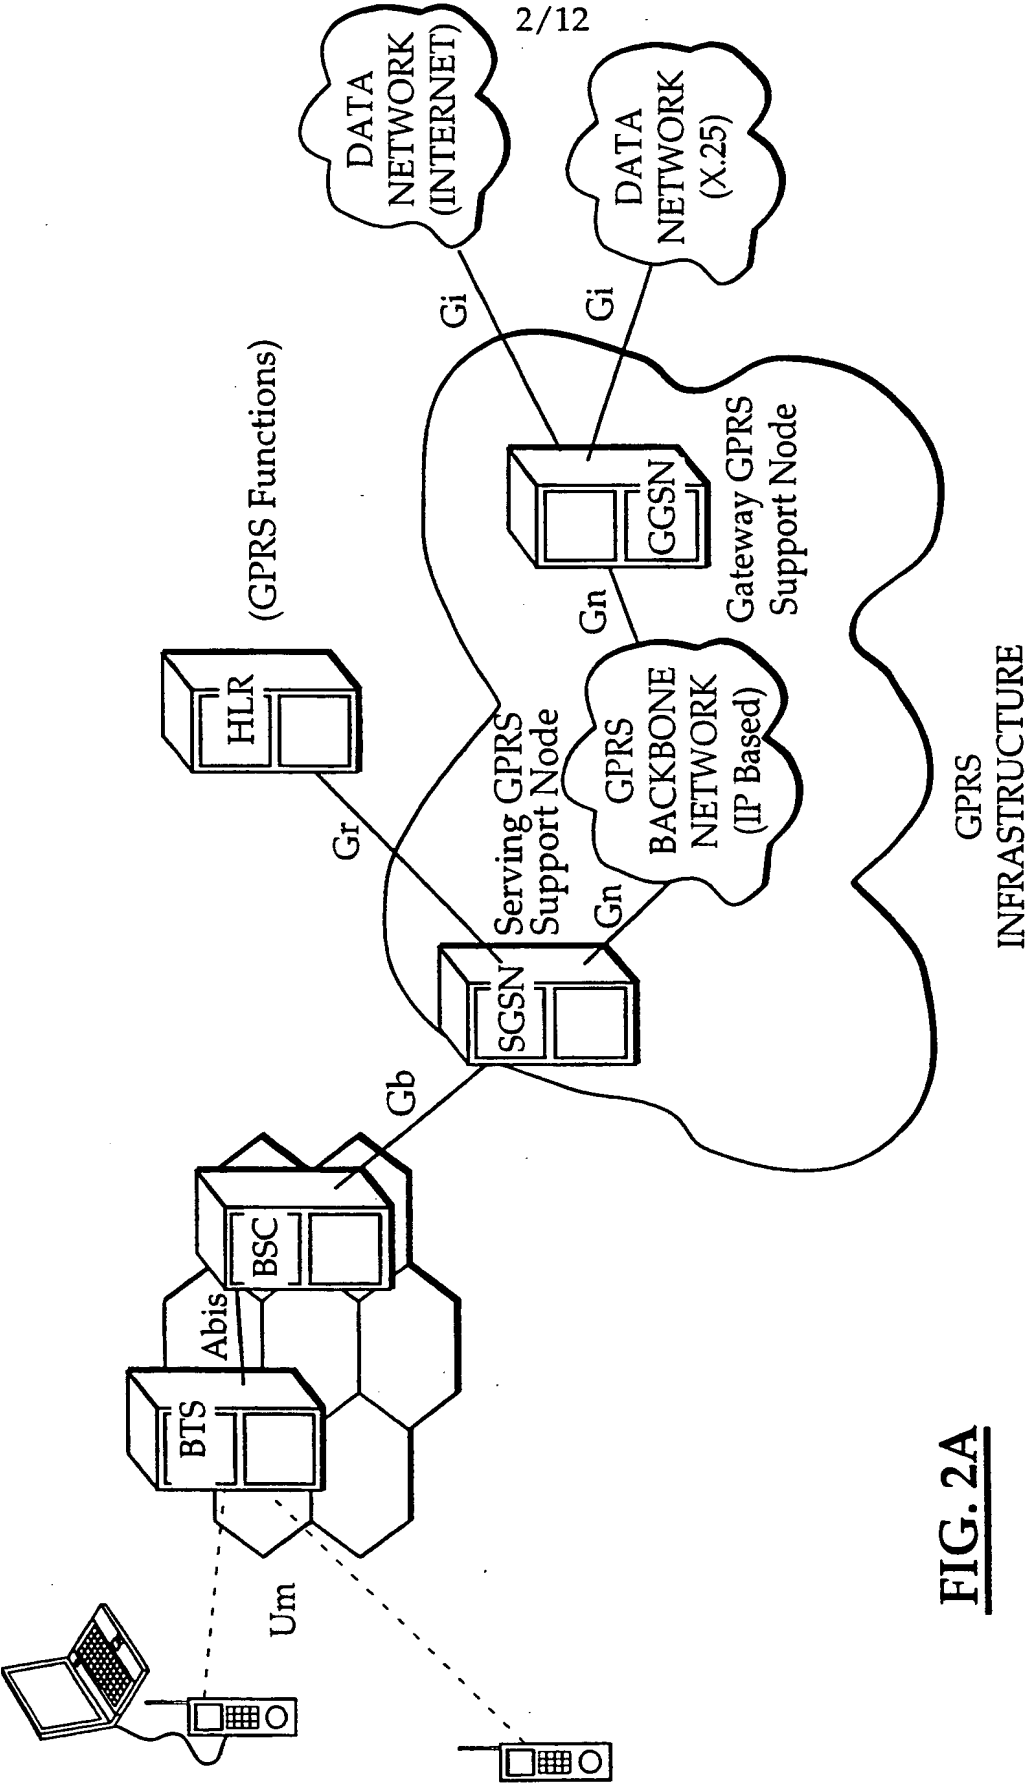 2/12
DATA
NETWORK
(INTERNET)
DATA
NETWORK
(X.25)
Gi
Gi
(GPRS Functions)
HLR
Gr
GGSN
Gateway GPRS
Support Node
Gn
GPRS
BACKBONE
NETWORK
(IP Based)
Serving GPRS
Support Node
Gn
SGSN
Gb
BSC
Abis
BTS
Um
GPRS
INFRASTRUCTURE
FIG. 2A